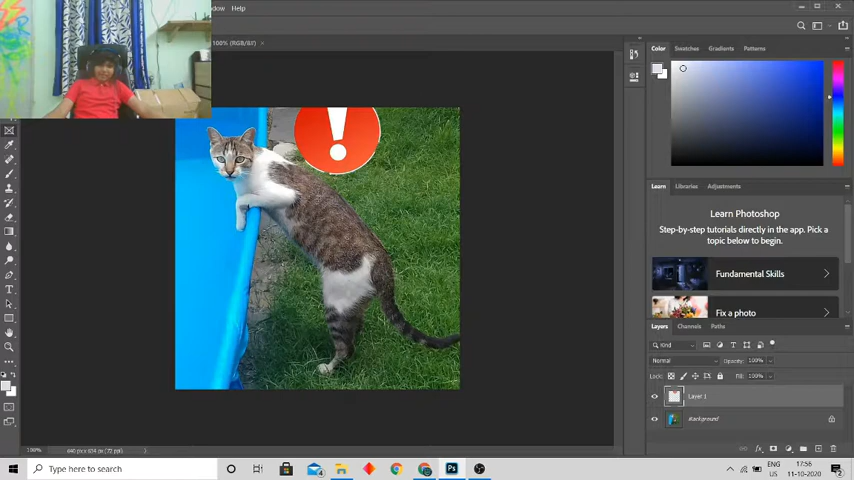 Help
100% (RGB/8#)
Color Swatches Gradients Patterns
Learn Libraries Adjustments
Learn Photoshop
Step-by-step tutorials directly in the app. Pick a
topic below to begin.
Fundamental Skills
Fix a photo
Layers Channels Paths
Kind
Normal Opacity: 100%
Lock: Fill: 100%
Layer 1
Background
100%
Type here to search
ENG 17:56
US 11-10-2020